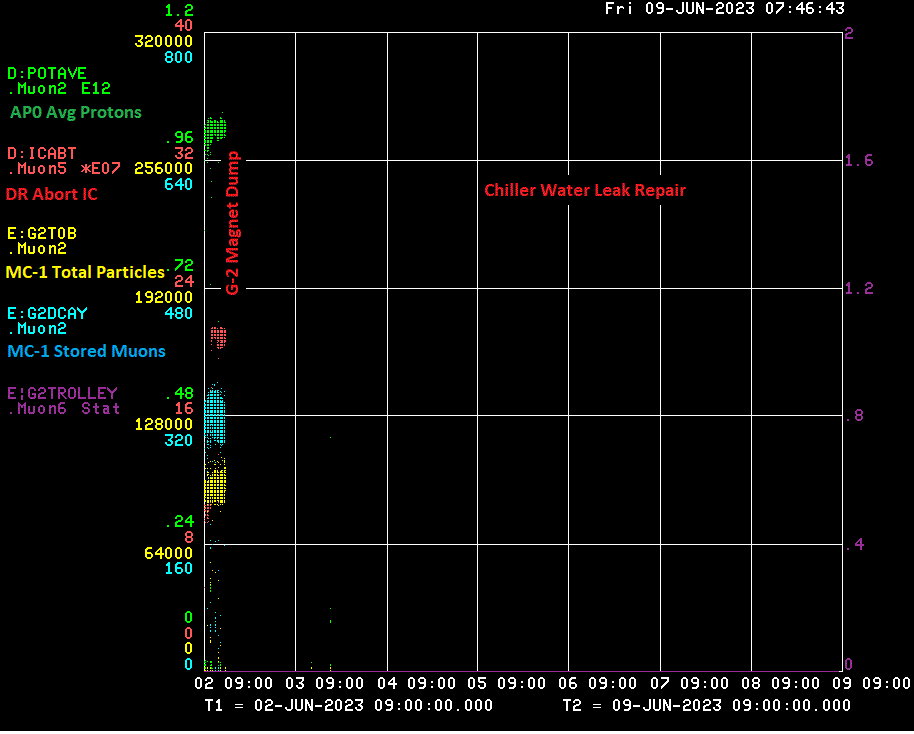 Fri 09-JUN-2023 07:46:43
1.2
40
320000
800
2
D:POTAVE
.Muon2 E12
AP0 Avg Protons
.96
32
256000
640
1.6
D:ICABT
.Muon5 *E07
DR Abort IC
G-2 Magnet Dump
Chiller Water Leak Repair
E:G2T0B
.Muon2
MC-1 Total Particles
.72
24
192000
480
1.2
E:G2DCAY
.Muon2
MC-1 Stored Muons
E¦G2TROLLEY
.Muon6 Stat
.48
16
128000
320
.8
.24
8
64000
160
.4
0
0
0
0
0
02 09:00 03 09:00 04 09:00 05 09:00 06 09:00 07 09:00 08 09:00 09 09:00
T1 = 02-JUN-2023 09:00:00.000 T2 = 09-JUN-2023 09:00:00.000